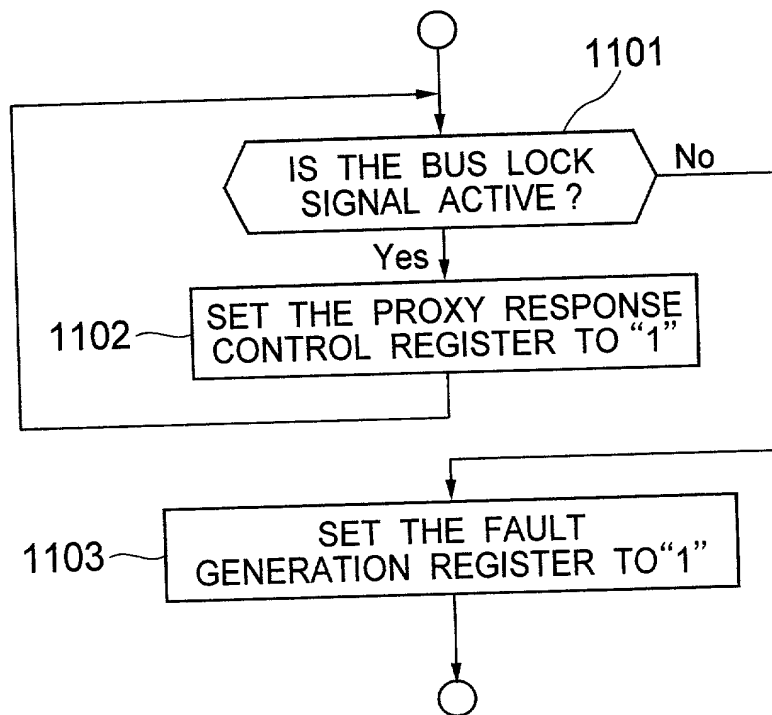 1101
IS THE BUS LOCK
SIGNAL ACTIVE?
No
Yes
1102
SET THE PROXY RESPONSE
CONTROL REGISTER TO “1”
1103
SET THE FAULT
GENERATION REGISTER TO“1”